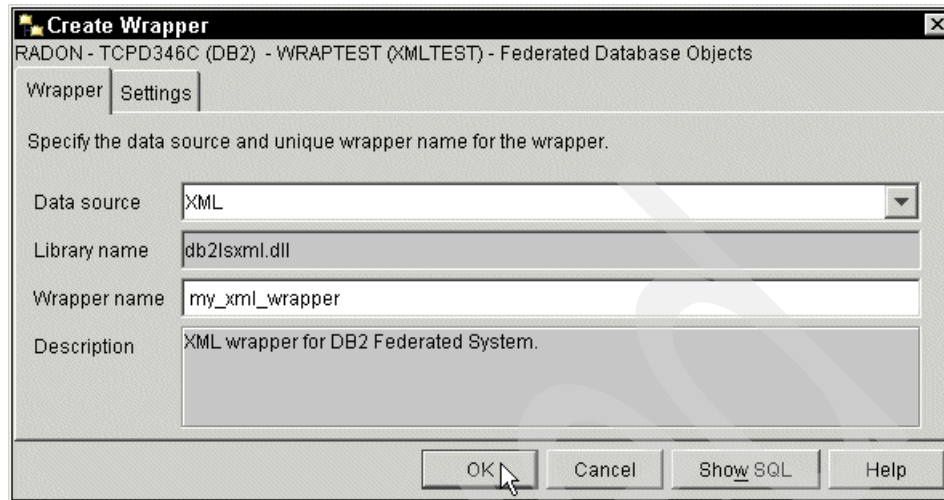 Create Wrapper
RADON - TCPD346C (DB2) - WRAPTEST (XMLTEST) - Federated Database Objects
Wrapper Settings
Specify the data source and unique wrapper name for the wrapper.
Data source XML
Library name db2lsxml.dll
Wrapper name my_xml_wrapper
Description XML wrapper for DB2 Federated System.
OK Cancel Show SQL Help